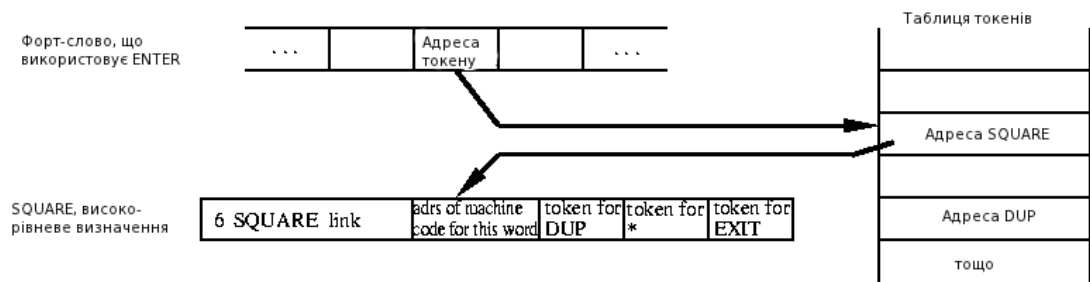 Таблиця токенів
Форт-слово, що
використовує ENTER
...
Адреса
токену
...
Адреса SQUARE
SQUARE, високо-
рівневе визначення
6 SQUARE link
adrs of machine
code for this word
token for
DUP
token for
*
token for
EXIT
Адреса DUP
тощо